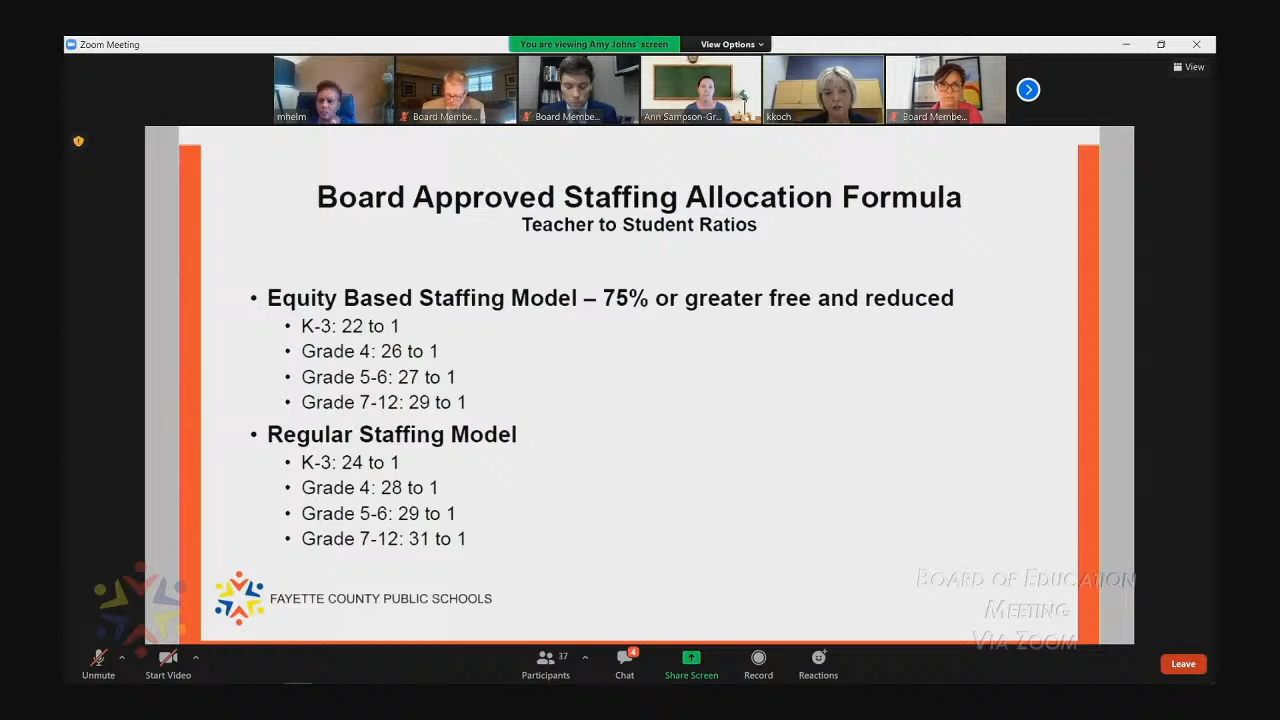 Zoom Meeting
You are viewing Amy Johns' screen
View Options
View
mhelm
Board Membe...
Board Membe...
Ann Sampson-Gr...
kkoch
Board Membe...
Board Approved Staffing Allocation Formula
Teacher to Student Ratios
• Equity Based Staffing Model – 75% or greater free and reduced
• K-3: 22 to 1
• Grade 4: 26 to 1
• Grade 5-6: 27 to 1
• Grade 7-12: 29 to 1
• Regular Staffing Model
• K-3: 24 to 1
• Grade 4: 28 to 1
• Grade 5-6: 29 to 1
• Grade 7-12: 31 to 1
FAYETTE COUNTY PUBLIC SCHOOLS
Board of Education
Meeting
Via Zoom
Unmute
Start Video
37
Participants
4
Chat
Share Screen
Record
Reactions
Leave